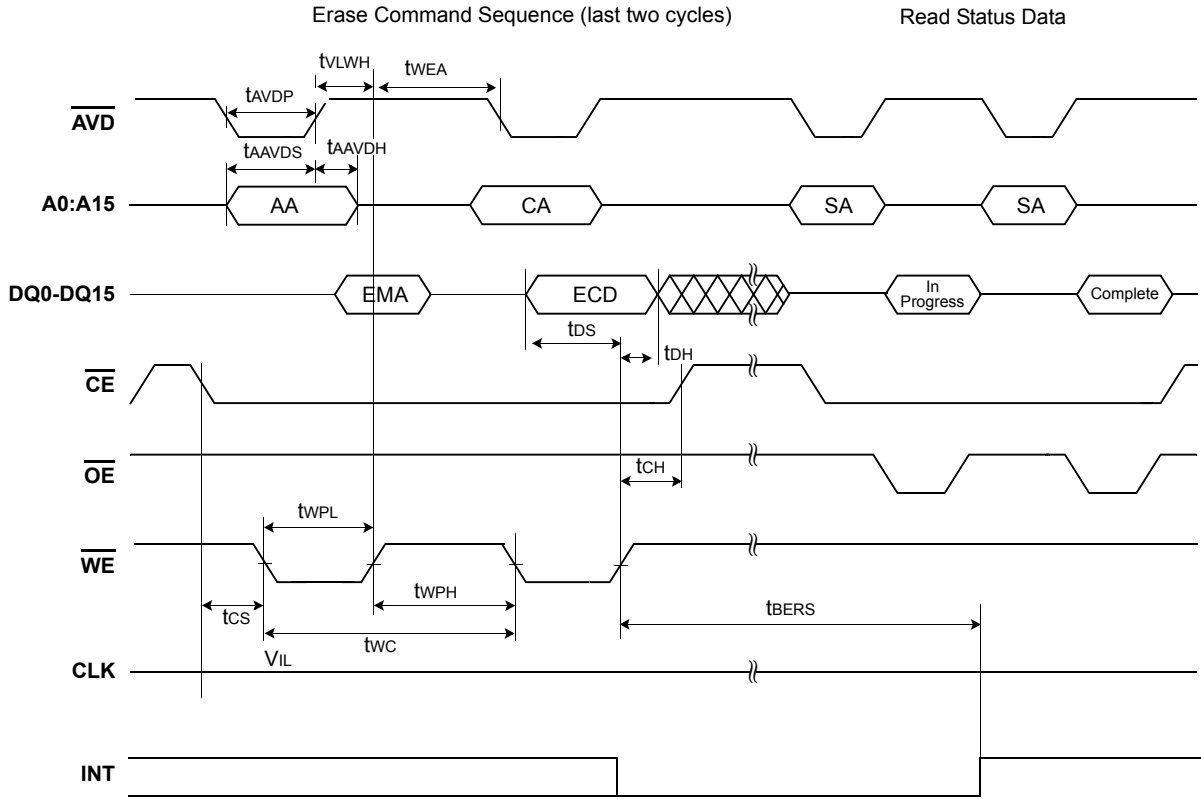 Erase Command Sequence (last two cycles) Read Status Data
tVLWH tWEA
tAVDP
AVD
tAAVDS tAAVDH
A0:A15 AA CA SA SA
DQ0-DQ15 EMA ECD In Progress Complete
tDS
tDH
CE
OE
tCH
tWPL
WE
tWPH
tBERS
tCS
tWC
VIL
CLK
INT